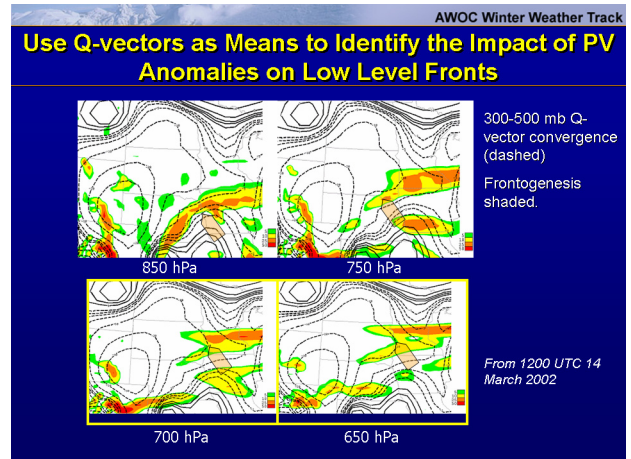 AWOC Winter Weather Track
Use Q-vectors as Means to Identify the Impact of PV
Anomalies on Low Level Fronts
300-500 mb Q-
vector convergence
(dashed)
Frontogenesis
shaded.
850 hPa
750 hPa
From 1200 UTC 14
March 2002
700 hPa
650 hPa